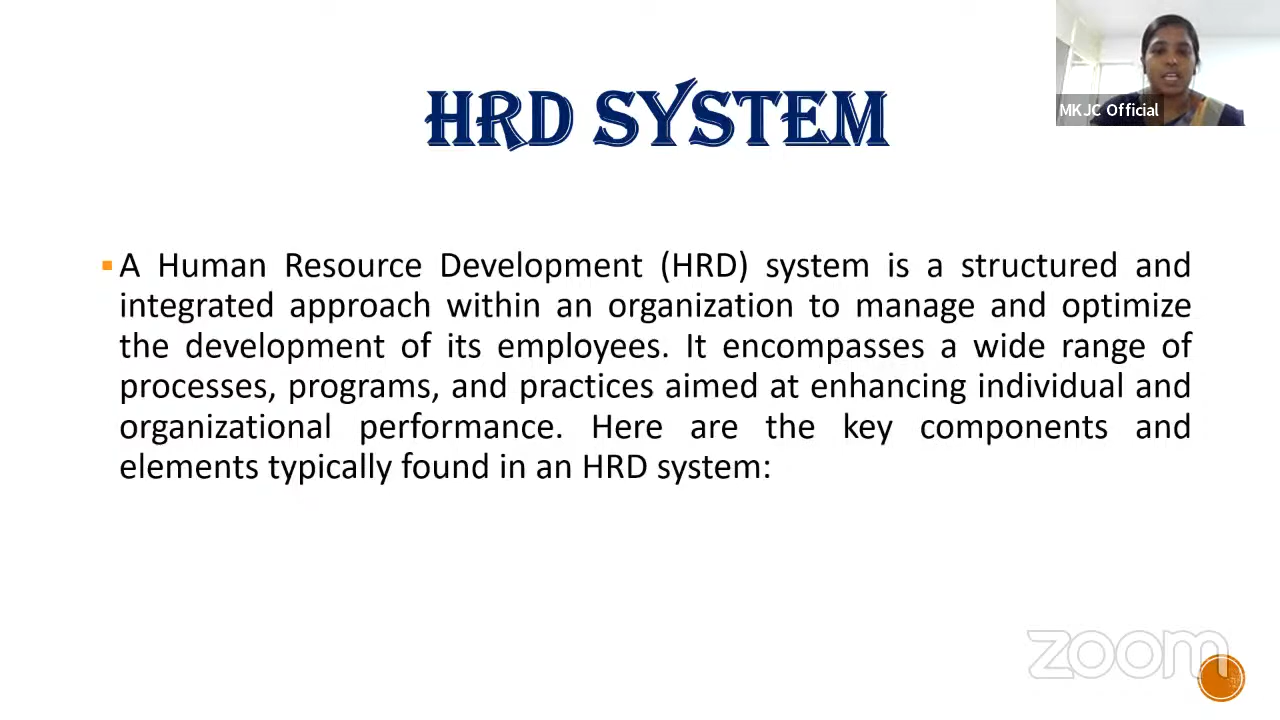 HRD SYSTEM
MKJC Official
A Human Resource Development (HRD) system is a structured and
integrated approach within an organization to manage and optimize
the development of its employees. It encompasses a wide range of
processes, programs, and practices aimed at enhancing individual and
organizational performance. Here are the key components and
elements typically found in an HRD system:
zoom